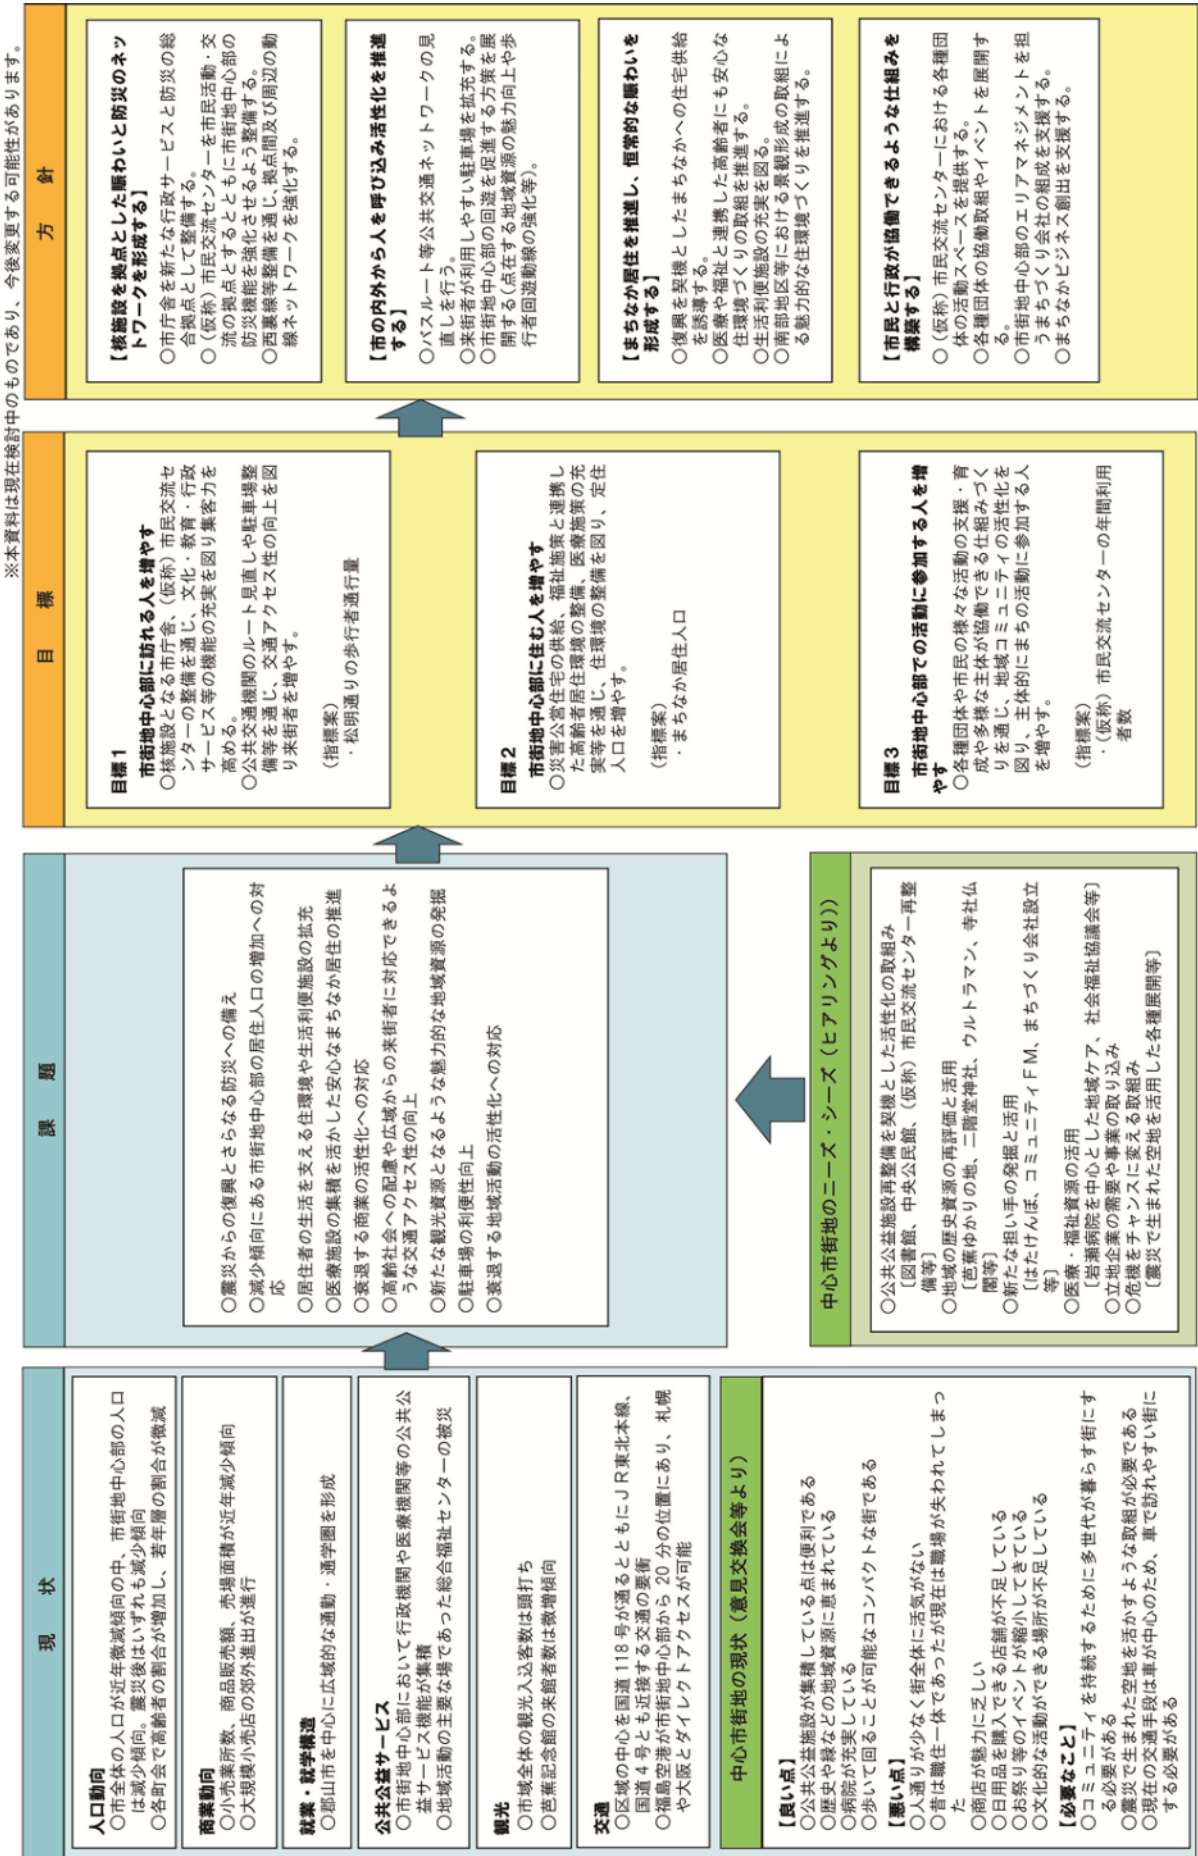 ※本資料は現在検討中のものであり、今後変更する可能性があります。
現　状
人口動向
○市全体の人口が近年微減傾向の中、市街地中心部の人口
は減少傾向。震災後はいずれも減少傾向
○各町会で高齢者の割合が増加し、若年層の割合が微減
商業動向
○小売業所数、商品販売額、売場面積が近年減少傾向
○大規模小売店の郊外進出が進行
就業・就学構造
○郡山市を中心に広域的な通勤・通学圏を形成
公共公益サービス
○市街地中心部において行政機関や医療機関等の公共公
益サービス機能が集積
○地域活動の主要な場であった総合福祉センターの被災
観光
○市域全体の観光入込客数は頭打ち
○芭蕉記念館の来館者数は微増傾向
交通
○区域の中心を国道118号が通るとともにＪＲ東北本線、
国道4号とも近接する交通の要衝
○福島空港が市街地中心部から20分の位置にあり、札幌
や大阪とダイレクトアクセスが可能
中心市街地の現状（意見交換会等より）
【良い点】
○公共公益施設が集積している点は便利である
○歴史や緑などの地域資源に恵まれている
○病院が充実している
○歩いて回ることが可能なコンパクトな街である
【悪い点】
○人通りが少なく街全体に活気がない
○昔は職住一体であったが現在は職場が失われてしまっ
た
○商店が魅力に乏しい
○日用品を購入できる店舗が不足している
○お祭り等のイベントが縮小してきている
○文化的な活動ができる場所が不足している
【必要なこと】
○コミュニティを持続するために多世代が暮らす街にす
る必要がある
○震災で生まれた空地を活かすような取組が必要である
○現在の交通手段は車が中心のため、車で訪れやすい街に
する必要がある
課　題
○震災からの復興とさらなる防災への備え
○減少傾向にある市街地中心部の居住人口の増加への対
応
○居住者の生活を支える住環境や生活利便施設の拡充
○医療施設の集積を活かした安心なまちなか居住の推進
○衰退する商業の活性化への対応
○高齢社会への配慮や広域からの来街者に対応できるよ
うな交通アクセス性の向上
○新たな観光資源となるような魅力的な地域資源の発掘
○駐車場の利便性向上
○衰退する地域活動の活性化への対応
中心市街地のニーズ・シーズ（ヒアリングより））
○公共公益施設再整備を契機とした活性化の取組み
［図書館、中央公民館、（仮称）市民交流センター再整
備等］
○地域の歴史資源の再評価と活用
［芭蕉ゆかりの地、二階堂神社、ウルトラマン、寺社仏
閣等］
○新たな担い手の発掘と活用
［はたけんぼ、コミュニティＦＭ、まちづくり会社設立
等］
○医療・福祉資源の活用
［岩瀬病院を中心とした地域ケア、社会福祉協議会等］
○立地企業の需要や事業の取り込み
○危機をチャンスに変える取組み
［震災で生まれた空地を活用した各種展開等］
目　標
目標1
市街地中心部に訪れる人を増やす
○核施設となる市庁舎、（仮称）市民交流セ
ンターの整備を通じ、文化・教育・行政
サービス等の機能の充実を図り集客力を
高める。
○公共交通機関のルート見直しや駐車場整
備等を通じ、交通アクセス性の向上を図
り来街者を増やす。
（指標案）
・松明通りの歩行者通行量
目標2
市街地中心部に住む人を増やす
○災害公営住宅の供給、福祉施策と連携し
た高齢者居住環境の整備、医療施策の充
実等を通じ、住環境の整備を図り、定住
人口を増やす。
（指標案）
・まちなか居住人口
目標3
市街地中心部での活動に参加する人を増
やす
○各種団体や市民の様々な活動の支援・育
成や多様な主体が協働できる仕組みづく
りを通じ、地域コミュニティの活性化を
図り、主体的にまちの活動に参加する人
を増やす。
（指標案）
・（仮称）市民交流センターの年間利用
者数
方　針
【核施設を拠点とした賑わいと防災のネッ
トワークを形成する】
○市庁舎を新たな行政サービスと防災の総
合拠点として整備する。
○（仮称）市民交流センターを市民活動・交
流の拠点とするとともに市街地中心部の
防災機能を強化させるよう整備する。
○西裏線等整備を通じ、拠点間及び周辺の動
線ネットワークを強化する。
【市の内外から人を呼び込み活性化を推進
する】
○バスルート等公共交通ネットワークの見
直しを行う。
○来街者が利用しやすい駐車場を拡充する。
○市街地中心部の回遊を促進する方策を展
開する（点在する地域資源の魅力向上や歩
行者回遊動線の強化等）。
【まちなか居住を推進し、恒常的な賑わいを
形成する】
○復興を契機としたまちなかへの住宅供給
を誘導する。
○医療や福祉と連携した高齢者にも安心な
住環境づくりの取組を推進する。
○生活利便施設の充実を図る。
○南部地区等における景観形成の取組によ
る魅力的な住環境づくりを推進する。
【市民と行政が協働できるような仕組みを
構築する】
○（仮称）市民交流センターにおける各種団
体の活動スペースを提供する。
○各種団体の協働取組やイベントを展開す
る。
○市街地中心部のエリアマネジメントを担
うまちづくり会社の組成を支援する。
○まちなかビジネス創出を支援する。